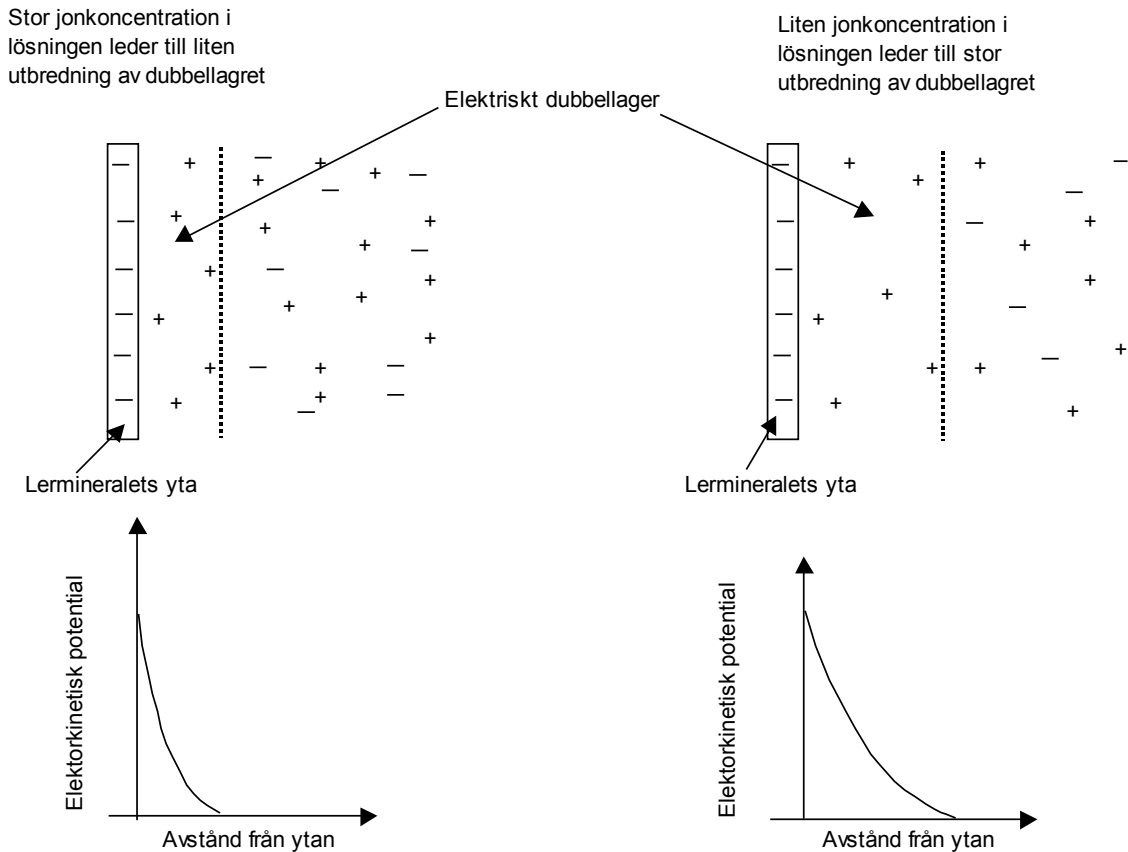 Stor jonkoncentration i
lösningen leder till liten
utbredning av dubbellagret
Liten jonkoncentration i
lösningen leder till stor
utbredning av dubbellagret
Elektriskt dubbellager
Lermineralets yta
Lermineralets yta
Elektorkinetisk potential
Avstånd från ytan
Elektorkinetisk potential
Avstånd från ytan